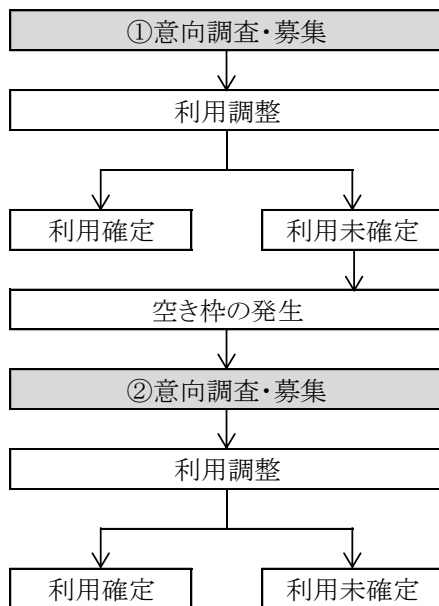 ①意向調査・募集
利用調整
利用確定
利用未確定
空き枠の発生
②意向調査・募集
利用調整
利用確定
利用未確定